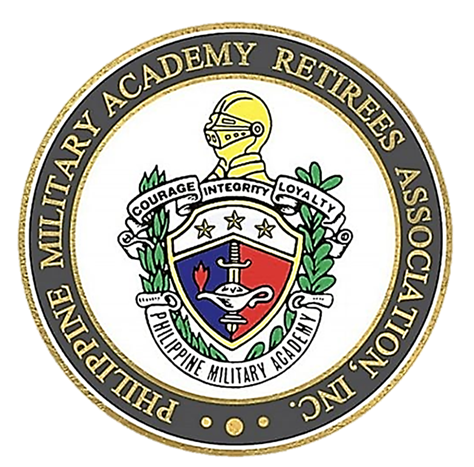 PHILIPPINE MILITARY ACADEMY RETIREES ASSOCIATION, INC.
COURAGE INTEGRITY LOYALTY
PHILIPPINE MILITARY ACADEMY